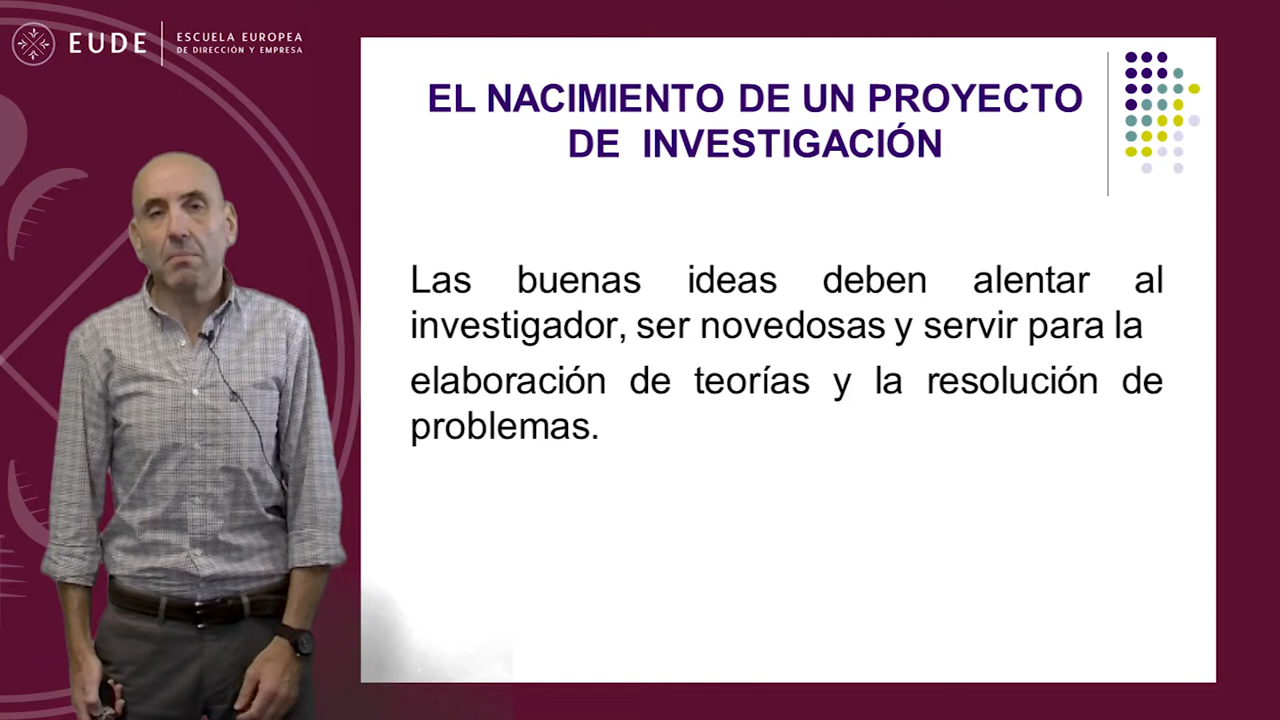 EUDE
ESCUELA EUROPEA
DE DIRECCIÓN Y EMPRESA
EL NACIMIENTO DE UN PROYECTO
DE INVESTIGACIÓN
Las buenas ideas deben alentar al
investigador, ser novedosas y servir para la
elaboración de teorías y la resolución de
problemas.